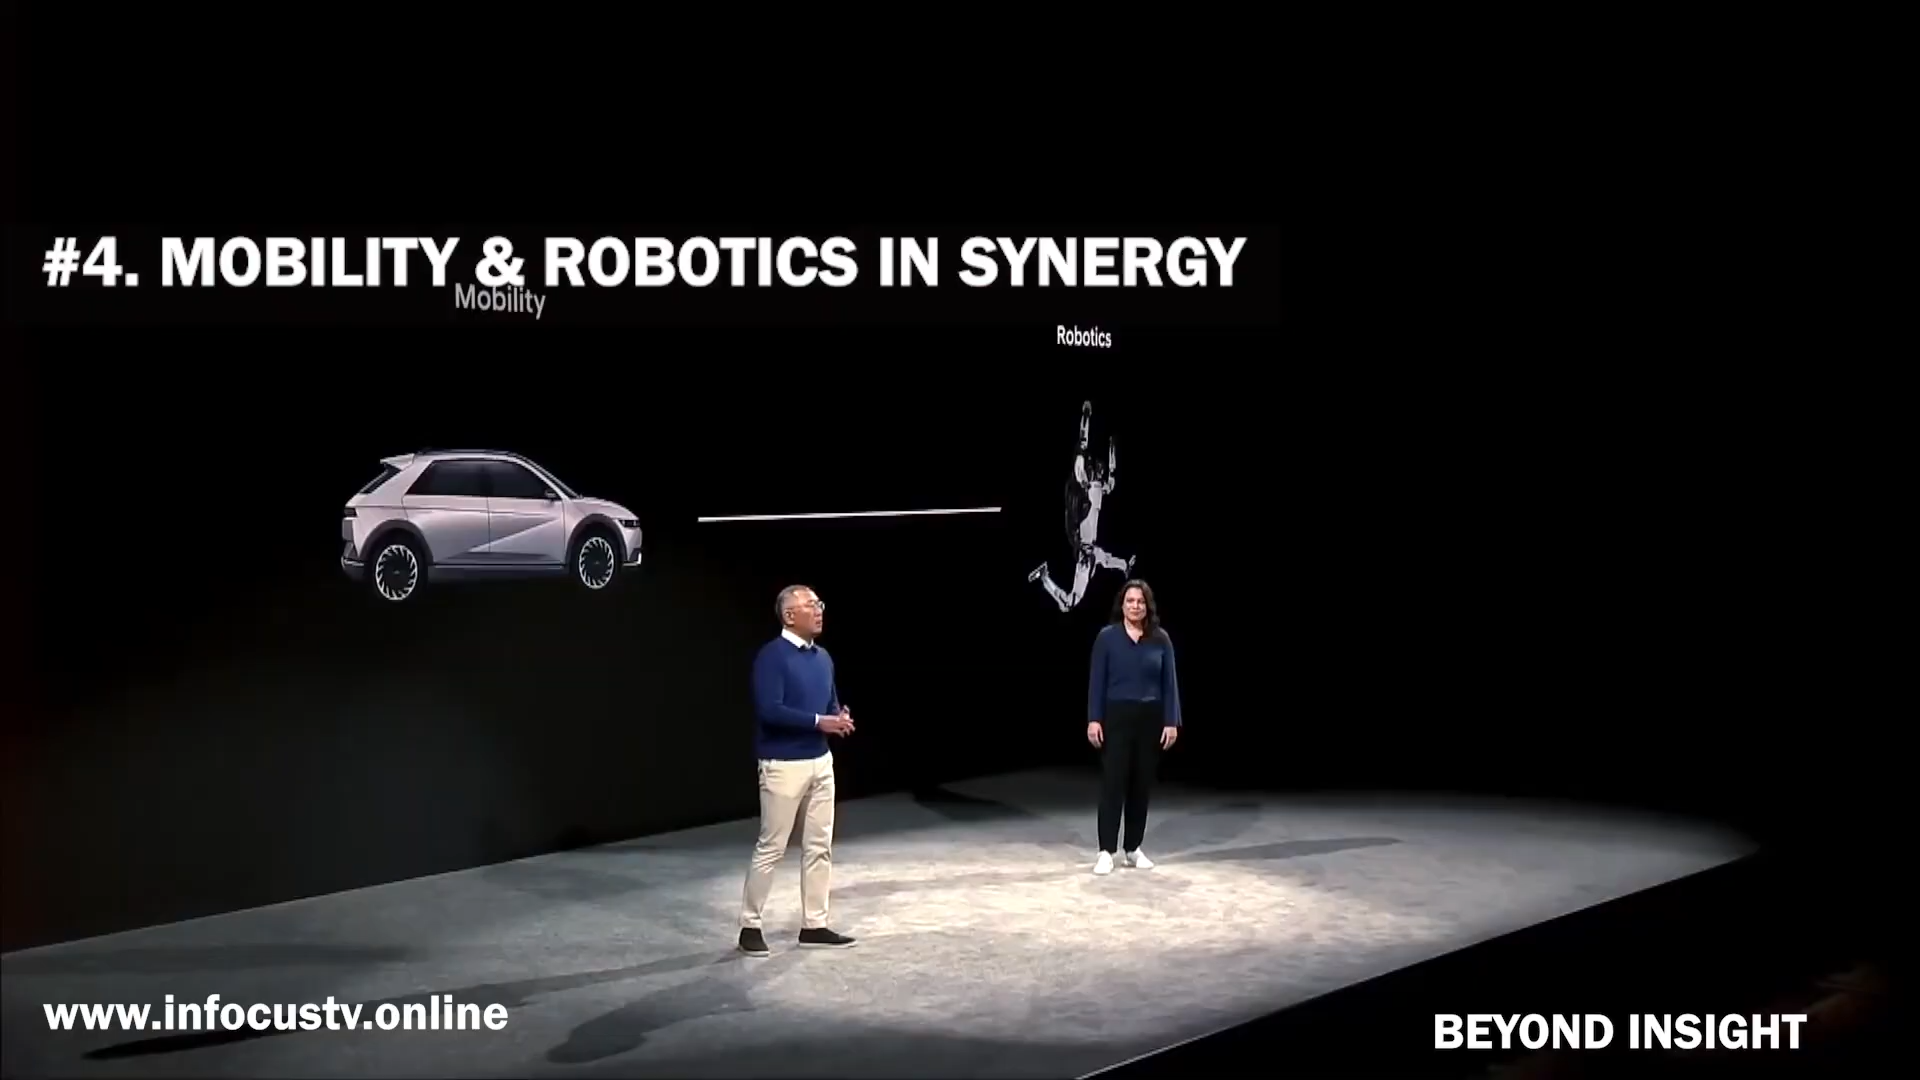 #4. MOBILITY & ROBOTICS IN SYNERGY
Mobility
Robotics
www.infocustv.online
BEYOND INSIGHT